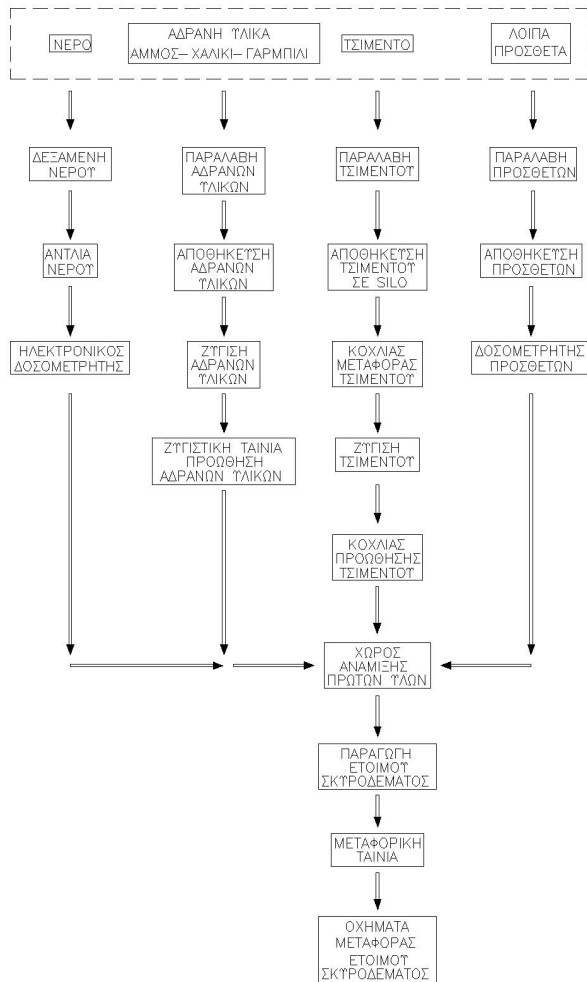 ΝΕΡΟ
ΑΔΡΑΝΗ ΥΛΙΚΑ
ΑΜΜΟΣ–ΧΑΛΙΚΙ–ΓΑΡΜΠΙΛΙ
ΤΣΙΜΕΝΤΟ
ΛΟΙΠΑ
ΠΡΟΣΘΕΤΑ
ΔΕΞΑΜΕΝΗ
ΝΕΡΟΥ
ΠΑΡΑΛΑΒΗ
ΑΔΡΑΝΩΝ
ΥΛΙΚΩΝ
ΠΑΡΑΛΑΒΗ
ΤΣΙΜΕΝΤΟΥ
ΠΑΡΑΛΑΒΗ
ΠΡΟΣΘΕΤΩΝ
ΑΝΤΛΙΑ
ΝΕΡΟΥ
ΑΠΟΘΗΚΕΥΣΗ
ΑΔΡΑΝΩΝ
ΥΛΙΚΩΝ
ΑΠΟΘΗΚΕΥΣΗ
ΤΣΙΜΕΝΤΟΥ
ΣΕ SILO
ΑΠΟΘΗΚΕΥΣΗ
ΠΡΟΣΘΕΤΩΝ
ΗΛΕΚΤΡΟΝΙΚΟΣ
ΔΟΣΟΜΕΤΡΗΤΗΣ
ΖΥΓΙΣΗ
ΑΔΡΑΝΩΝ
ΥΛΙΚΩΝ
ΚΟΧΛΙΑΣ
ΜΕΤΑΦΟΡΑΣ
ΤΣΙΜΕΝΤΟΥ
ΔΟΣΟΜΕΤΡΗΤΗΣ
ΠΡΟΣΘΕΤΩΝ
ΖΥΓΙΣΤΙΚΗ ΤΑΙΝΙΑ
ΠΡΟΩΘΗΣΗ
ΑΔΡΑΝΩΝ ΥΛΙΚΩΝ
ΖΥΓΙΣΗ
ΤΣΙΜΕΝΤΟΥ
ΚΟΧΛΙΑΣ
ΠΡΟΩΘΗΣΗΣ
ΤΣΙΜΕΝΤΟΥ
ΧΩΡΟΣ
ΑΝΑΜΙΞΗΣ
ΠΡΩΤΩΝ ΥΛΩΝ
ΠΑΡΑΓΩΓΗ
ΕΤΟΙΜΟΥ
ΣΚΥΡΟΔΕΜΑΤΟΣ
ΜΕΤΑΦΟΡΙΚΗ
ΤΑΙΝΙΑ
ΟΧΗΜΑΤΑ
ΜΕΤΑΦΟΡΑΣ
ΕΤΟΙΜΟΥ
ΣΚΥΡΟΔΕΜΑΤΟΣ